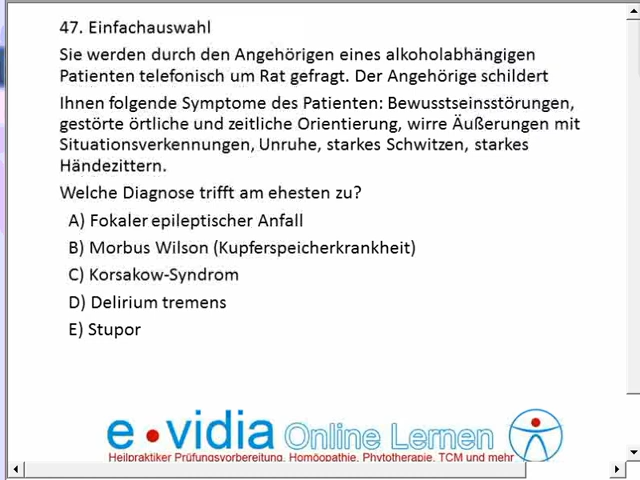 47. Einfachauswahl
Sie werden durch den Angehörigen eines alkoholabhängigen
Patienten telefonisch um Rat gefragt. Der Angehörige schildert
Ihnen folgende Symptome des Patienten: Bewusstseinsstörungen,
gestörte örtliche und zeitliche Orientierung, wirre Äußerungen mit
Situationsverkennungen, Unruhe, starkes Schwitzen, starkes
Händezittern.
Welche Diagnose trifft am ehesten zu?
A) Fokaler epileptischer Anfall
B) Morbus Wilson (Kupferspeicherkrankheit)
C) Korsakow-Syndrom
D) Delirium tremens
E) Stupor
e•vidia Online Lernen
Heilpraktiker Prüfungsvorbereitung, Homöopathie, Phytotherapie, TCM und mehr